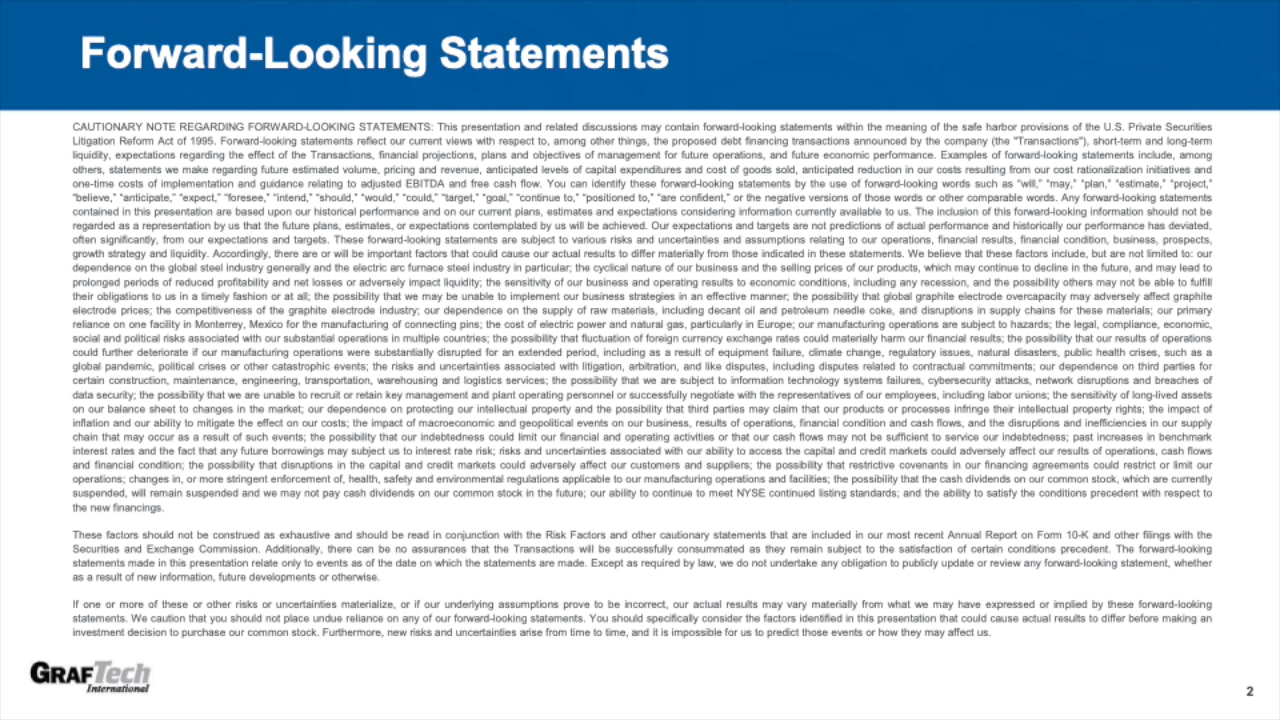 Forward-Looking Statements
CAUTIONARY NOTE REGARDING FORWARD-LOOKING STATEMENTS: This presentation and related discussions may contain forward-looking statements within the meaning of the safe harbor provisions of the U.S. Private Securities
Litigation Reform Act of 1995. Forward-looking statements reflect our current views with respect to, among other things, the proposed debt financing transactions announced by the company (the "Transactions"), short-term and long-term
liquidity, expectations regarding the effect of the Transactions, financial projections, plans and objectives of management for future operations, and future economic performance. Examples of forward-looking statements include, among
others, statements we make regarding future estimated volume, pricing and revenue, anticipated levels of capital expenditures and cost of goods sold, anticipated reduction in our costs resulting from our cost rationalization initiatives and
one-time costs of implementation and guidance relating to adjusted EBITDA and free cash flow. You can identify these forward-looking statements by the use of forward-looking words such as “will,” “may,” “plan,” “estimate,” “project,”
“believe,” “anticipate,” “expect,” “foresee,” “intend,” “should,” “would,” “could,” “target,” “goal,” “continue to,” “positioned to,” “are confident,” or the negative versions of those words or other comparable words. Any forward-looking statements
contained in this presentation are based upon our historical performance and on our current plans, estimates and expectations considering information currently available to us. The inclusion of this forward-looking information should not be
regarded as a representation by us that the future plans, estimates, or expectations contemplated by us will be achieved. Our expectations and targets are not predictions of actual performance and historically our performance has deviated,
often significantly, from our expectations and targets. These forward-looking statements are subject to various risks and uncertainties and assumptions relating to our operations, financial results, financial condition, business, prospects,
growth strategy and liquidity. Accordingly, there are or will be important factors that could cause our actual results to differ materially from those indicated in these statements. We believe that these factors include, but are not limited to: our
dependence on the global steel industry generally and the electric arc furnace steel industry in particular; the cyclical nature of our business and the selling prices of our products, which may continue to decline in the future, and may lead to
prolonged periods of reduced profitability and net losses or adversely impact liquidity; the sensitivity of our business and operating results to economic conditions, including any recession, and the possibility others may not be able to fulfill
their obligations to us in a timely fashion or at all; the possibility that we may be unable to implement our business strategies in an effective manner; the possibility that global graphite electrode overcapacity may adversely affect graphite
electrode prices; the competitiveness of the graphite electrode industry; our dependence on the supply of raw materials, including decant oil and petroleum needle coke, and disruptions in supply chains for these materials; our primary
reliance on one facility in Monterrey, Mexico for the manufacturing of connecting pins; the cost of electric power and natural gas, particularly in Europe; our manufacturing operations are subject to hazards; the legal, compliance, economic,
social and political risks associated with our substantial operations in multiple countries; the possibility that fluctuation of foreign currency exchange rates could materially harm our financial results; the possibility that our results of operations
could further deteriorate if our manufacturing operations were substantially disrupted for an extended period, including as a result of equipment failure, climate change, regulatory issues, natural disasters, public health crises, such as a
global pandemic, political crises or other catastrophic events; the risks and uncertainties associated with litigation, arbitration, and like disputes, including disputes related to contractual commitments; our dependence on third parties for
certain construction, maintenance, engineering, transportation, warehousing and logistics services; the possibility that we are subject to information technology systems failures, cybersecurity attacks, network disruptions and breaches of
data security; the possibility that we are unable to recruit or retain key management and plant operating personnel or successfully negotiate with the representatives of our employees, including labor unions; the sensitivity of long-lived assets
on our balance sheet to changes in the market; our dependence on protecting our intellectual property and the possibility that third parties may claim that our products or processes infringe their intellectual property rights; the impact of
inflation and our ability to mitigate the effect on our costs; the impact of macroeconomic and geopolitical events on our business, results of operations, financial condition and cash flows, and the disruptions and inefficiencies in our supply
chain that may occur as a result of such events; the possibility that our indebtedness could limit our financial and operating activities or that our cash flows may not be sufficient to service our indebtedness; past increases in benchmark
interest rates and the fact that any future borrowings may subject us to interest rate risk; risks and uncertainties associated with our ability to access the capital and credit markets could adversely affect our results of operations, cash flows
and financial condition; the possibility that disruptions in the capital and credit markets could adversely affect our customers and suppliers; the possibility that restrictive covenants in our financing agreements could restrict or limit our
operations; changes in, or more stringent enforcement of, health, safety and environmental regulations applicable to our manufacturing operations and facilities; the possibility that the cash dividends on our common stock, which are currently
suspended, will remain suspended and we may not pay cash dividends on our common stock in the future; our ability to continue to meet NYSE continued listing standards; and the ability to satisfy the conditions precedent with respect to
the new financings.
These factors should not be construed as exhaustive and should be read in conjunction with the Risk Factors and other cautionary statements that are included in our most recent Annual Report on Form 10-K and other filings with the
Securities and Exchange Commission. Additionally, there can be no assurances that the Transactions will be successfully consummated as they remain subject to the satisfaction of certain conditions precedent. The forward-looking
statements made in this presentation relate only to events as of the date on which the statements are made. Except as required by law, we do not undertake any obligation to publicly update or review any forward-looking statement, whether
as a result of new information, future developments or otherwise.
If one or more of these or other risks or uncertainties materialize, or if our underlying assumptions prove to be incorrect, our actual results may vary materially from what we may have expressed or implied by these forward-looking
statements. We caution that you should not place undue reliance on any of our forward-looking statements. You should specifically consider the factors identified in this presentation that could cause actual results to differ before making an
investment decision to purchase our common stock. Furthermore, new risks and uncertainties arise from time to time, and it is impossible for us to predict those events or how they may affect us.
GRAFTech
International
2